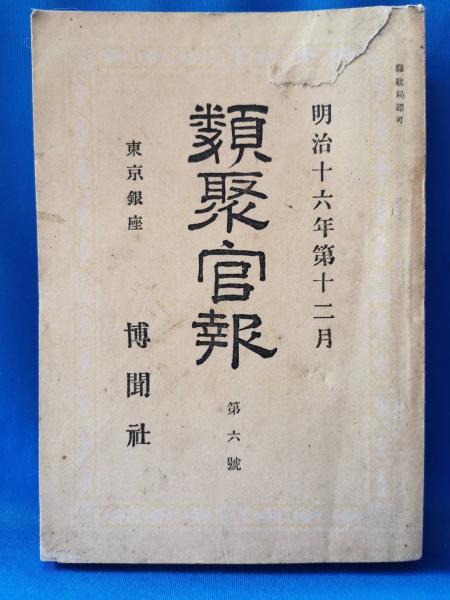 明治十六年第十二月
類聚官報
第六號
東京銀座
博聞社